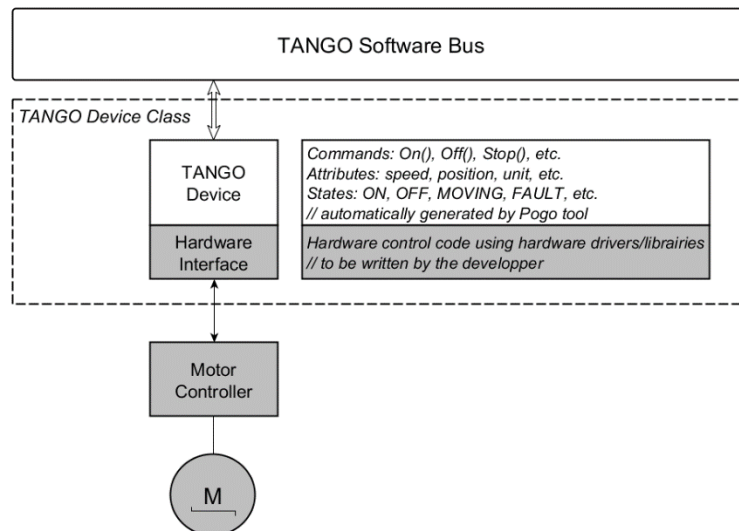 TANGO Software Bus
TANGO Device Class
TANGO
Device
Commands: On(), Off(), Stop(), etc.
Attributes: speed, position, unit, etc.
States: ON, OFF, MOVING, FAULT, etc.
// automatically generated by Pogo tool
Hardware
Interface
Hardware control code using hardware drivers/librairies
// to be written by the developper
Motor
Controller
M